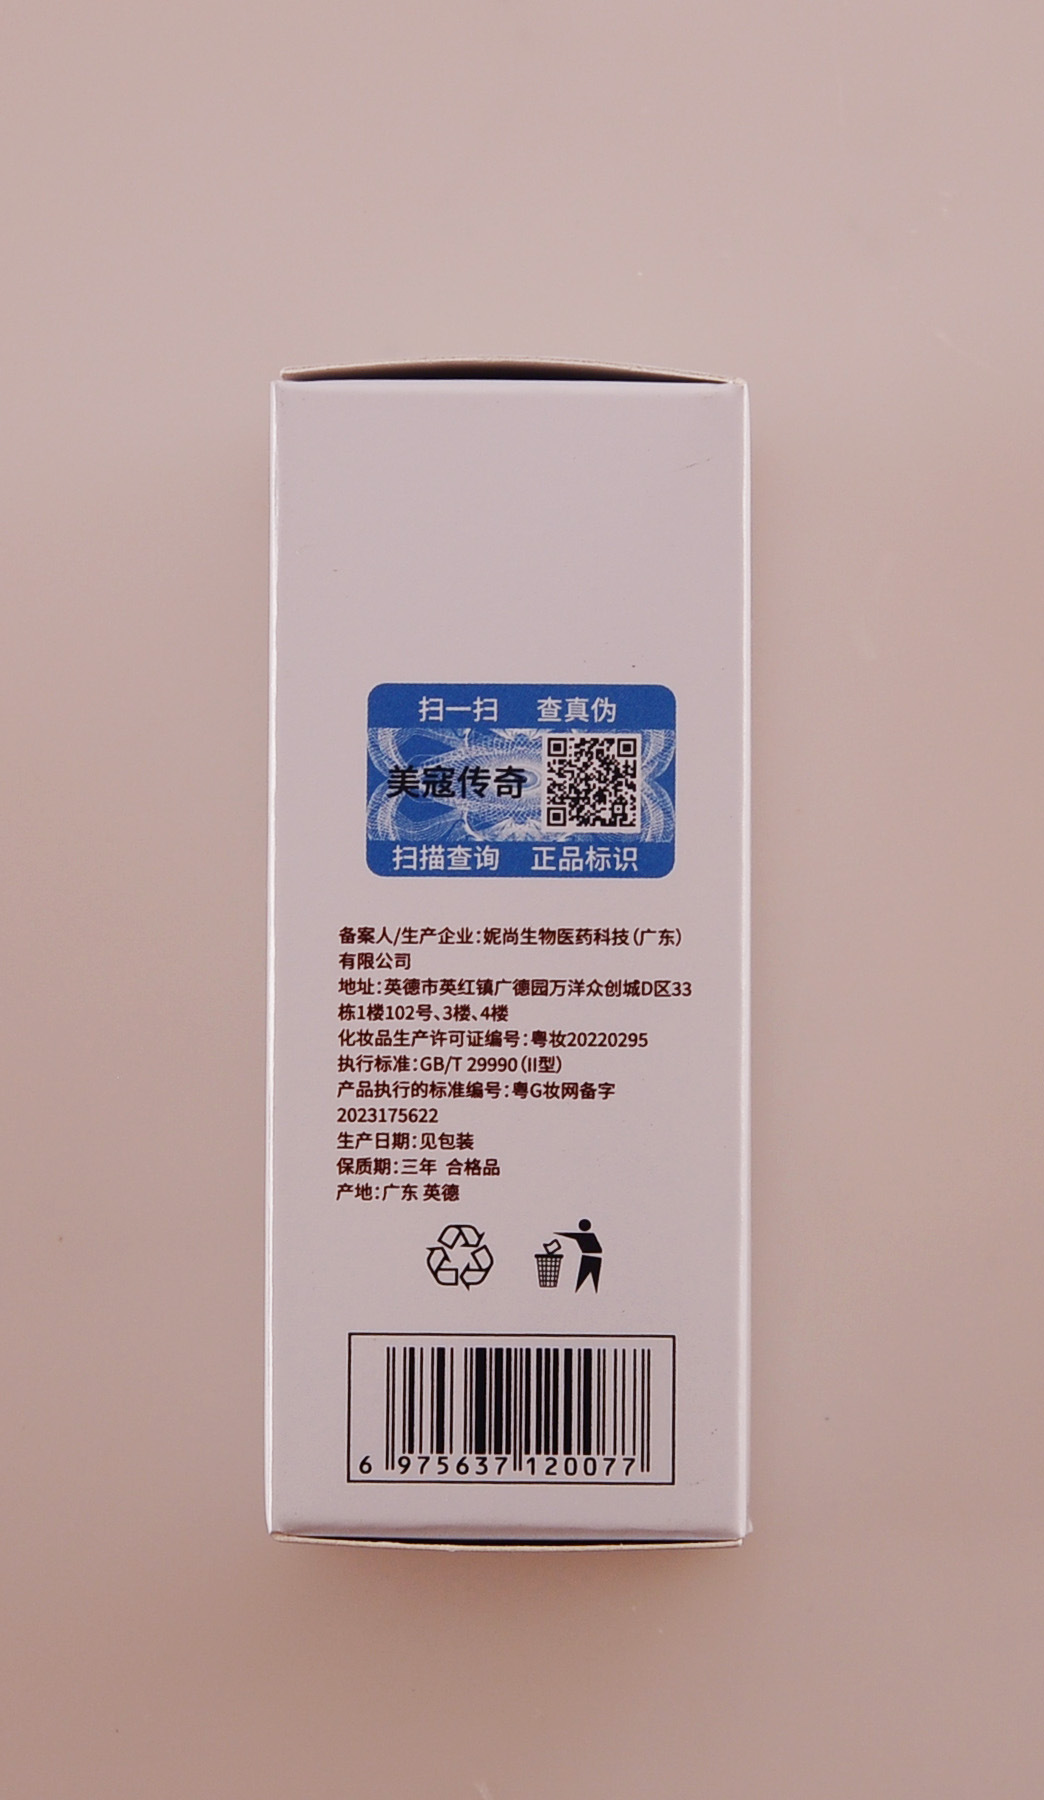 扫一扫 查真伪
美寇传奇
扫描查询 正品标识
备案人/生产企业：妮尚生物医药科技（广东）
有限公司
地址：英德市英红镇广德园万洋众创城D区33
栋1楼102号、3楼、4楼
化妆品生产许可证编号：粤妆20220295
执行标准：GB/T 29990（II型）
产品执行的标准编号：粤G妆网备字
2023175622
生产日期：见包装
保质期：三年 合格品
产地：广东 英德
6 975637 120077